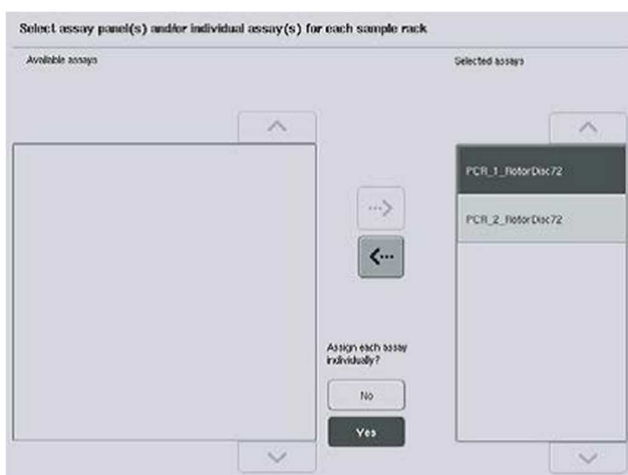 Select assay panel(s) and/or individual assay(s) for each sample rack
Available assays
Selected assays
PCR_1_RotorDisc72
PCR_2_RotorDisc72
Assign each assay
individually?
No
Yes